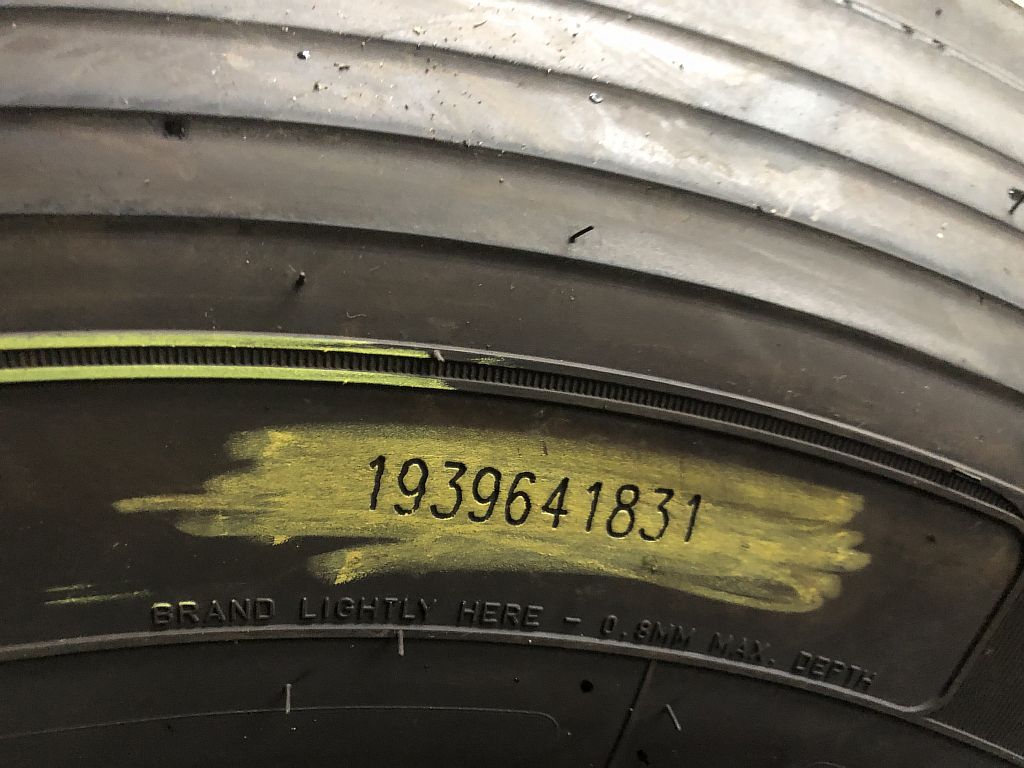 1939641831
BRAND LIGHTLY HERE - 0.8MM MAX. DEPTH